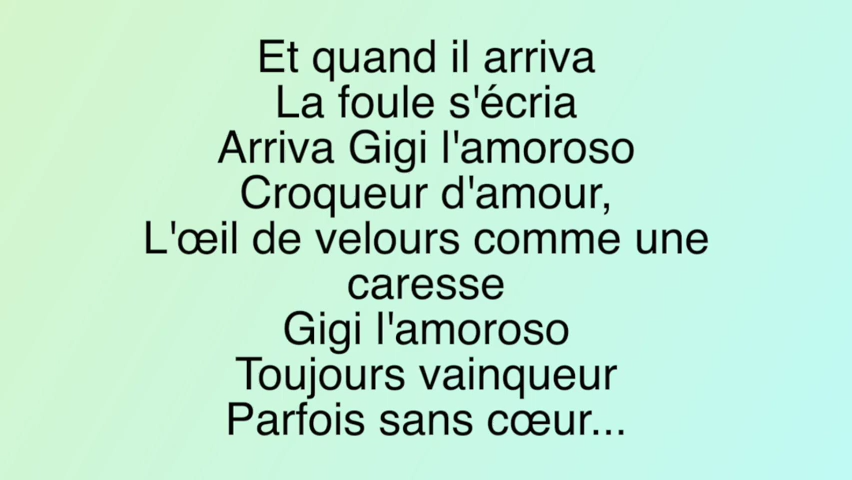 Et quand il arriva
La foule s'écria
Arriva Gigi l'amoroso
Croqueur d'amour,
L'œil de velours comme une
caresse
Gigi l'amoroso
Toujours vainqueur
Parfois sans cœur...